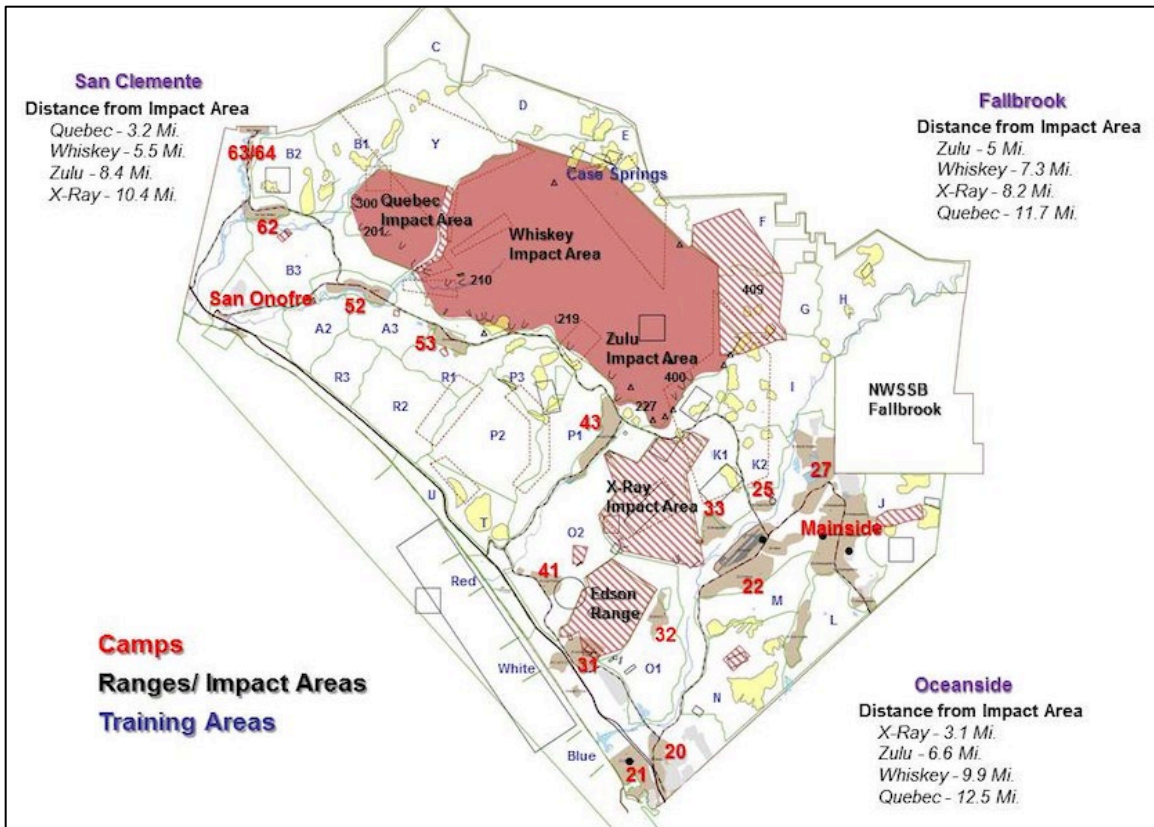 C
San Clemente
Distance from Impact Area
Quebec - 3.2 Mi.
Whiskey - 5.5 Mi.
Zulu - 8.4 Mi.
X-Ray - 10.4 Mi.
Fallbrook
Distance from Impact Area
Zulu - 5 Mi.
Whiskey - 7.3 Mi.
X-Ray - 8.2 Mi.
Quebec - 11.7 Mi.
D
E
63/64
B2
B1
Y
Case Springs
300
Quebec
Impact Area
201
62
F
Whiskey
Impact Area
B3
210
409
G
H
San Onofre
52
A2
A3
53
219
Zulu
Impact Area
400
227
R3
R1
R2
P3
I
NWSSB
Fallbrook
P2
P1
43
K1
K2
27
25
X-Ray
Impact Area
33
J
Mainside
U
T
O2
Red
41
22
M
L
Edson
Range
32
Camps
Ranges/ Impact Areas
Training Areas
White
31
O1
N
Oceanside
Distance from Impact Area
X-Ray - 3.1 Mi.
Zulu - 6.6 Mi.
Whiskey - 9.9 Mi.
Quebec - 12.5 Mi.
Blue
21
20